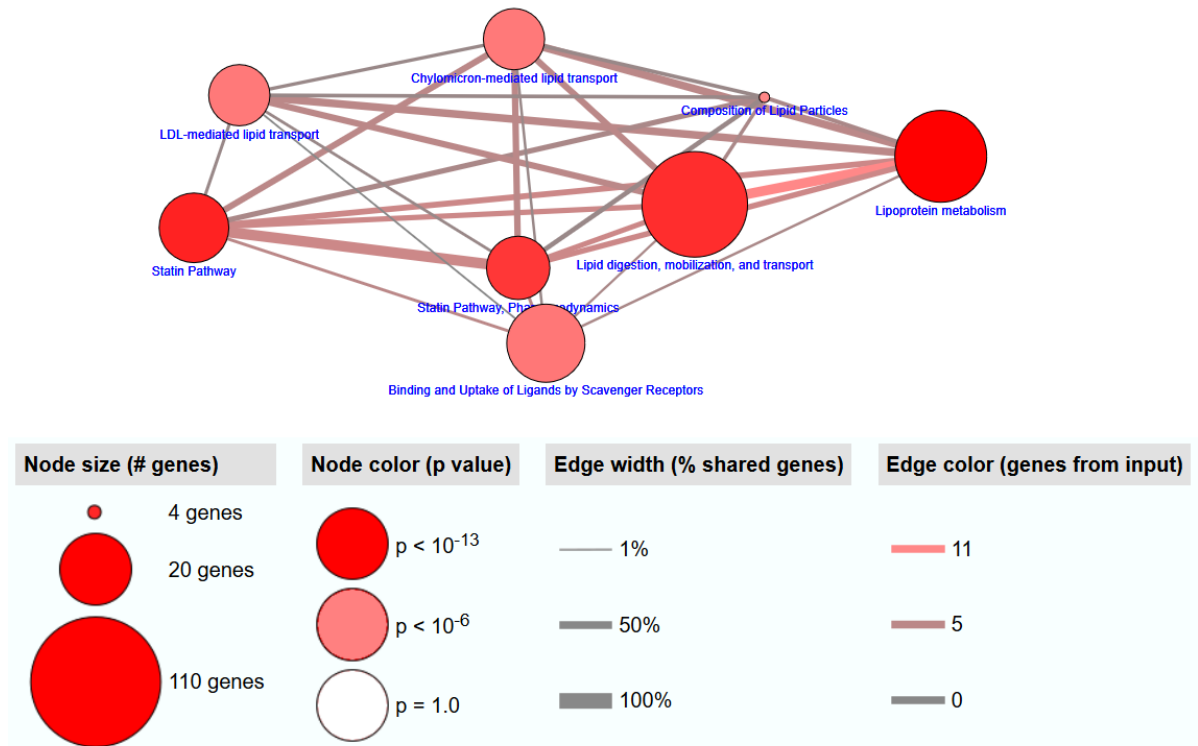 Chylomicron-mediated lipid transport
Composition of Lipid Particles
LDL-mediated lipid transport
Lipoprotein metabolism
Statin Pathway
Lipid digestion, mobilization, and transport
Statin Pathway, Pha odynamics
Binding and Uptake of Ligands by Scavenger Receptors
Node size (# genes)
4 genes
20 genes
110 genes
Node color (p value)
p < 10⁻¹³
p < 10⁻⁶
p = 1.0
Edge width (% shared genes)
1%
50%
100%
Edge color (genes from input)
11
5
0